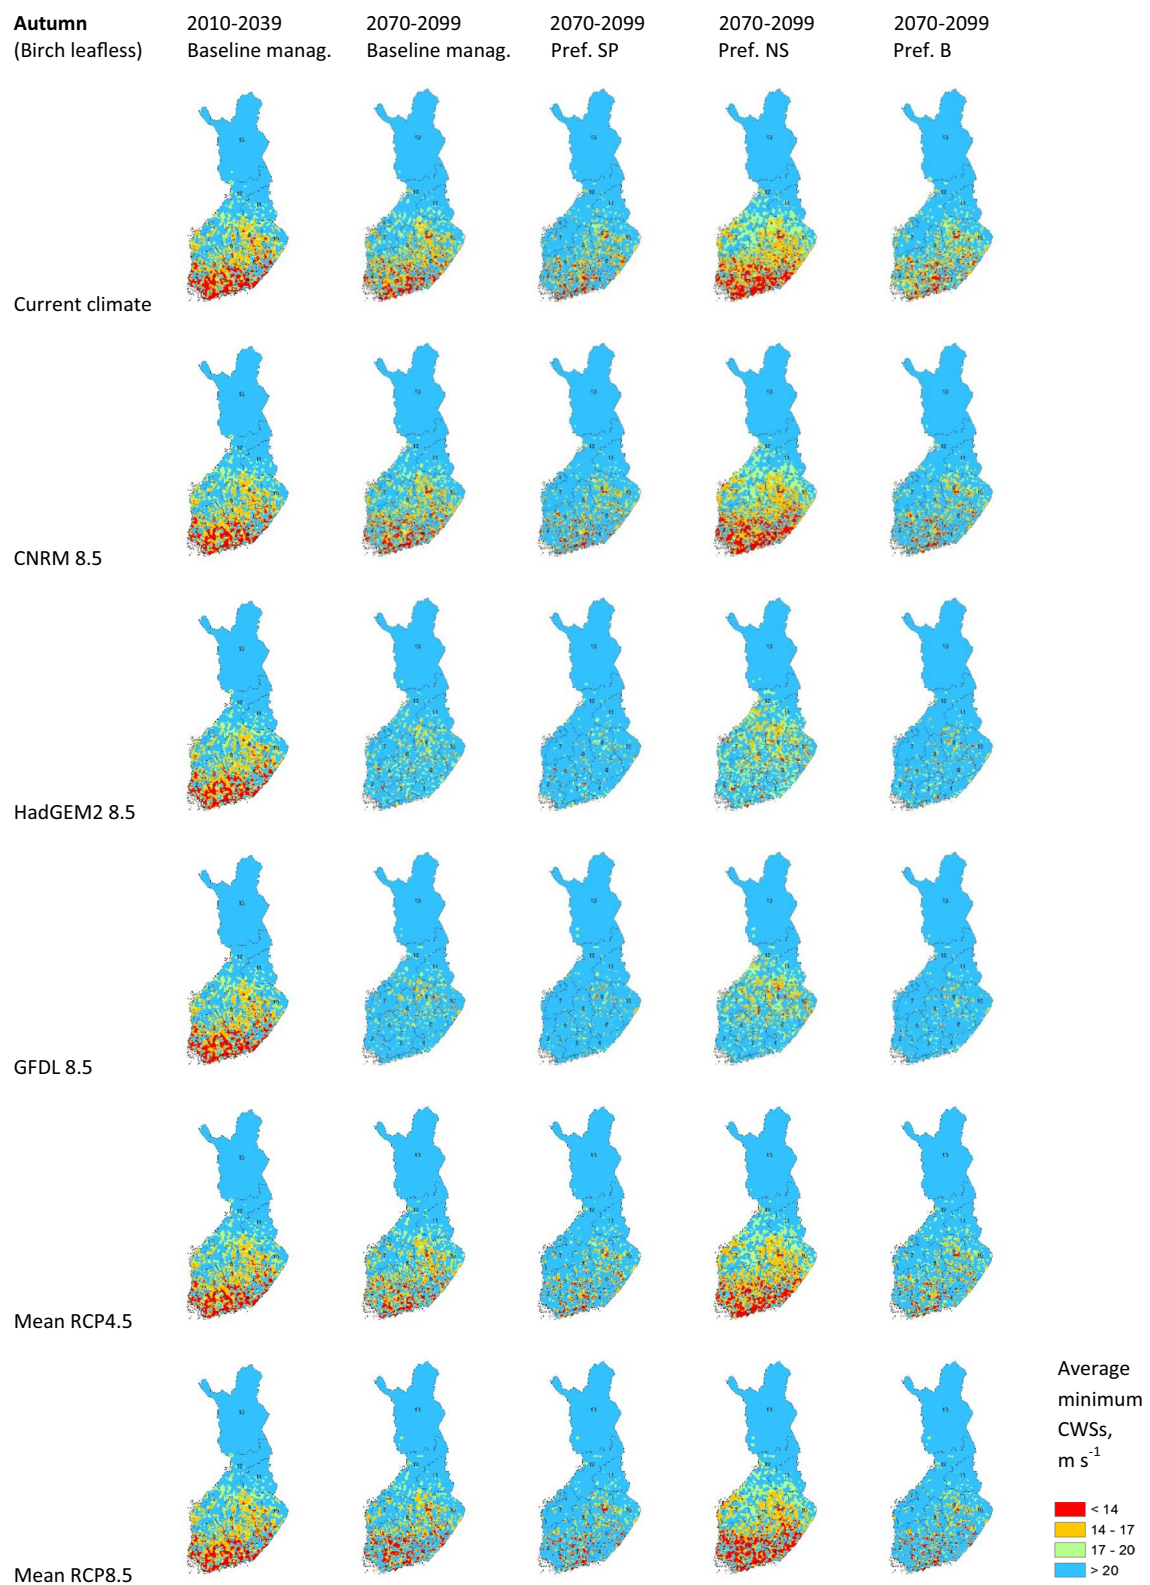 Autumn 2010-2039 2070-2099 2070-2099 2070-2099 2070-2099
(Birch leafless) Baseline manag. Baseline manag. Pref. SP Pref. NS Pref. B
Current climate
CNRM 8.5
HadGEM2 8.5
GFDL 8.5
Mean RCP4.5
Average
minimum
CWSs,
m s⁻¹
< 14
14 - 17
17 - 20
> 20
Mean RCP8.5